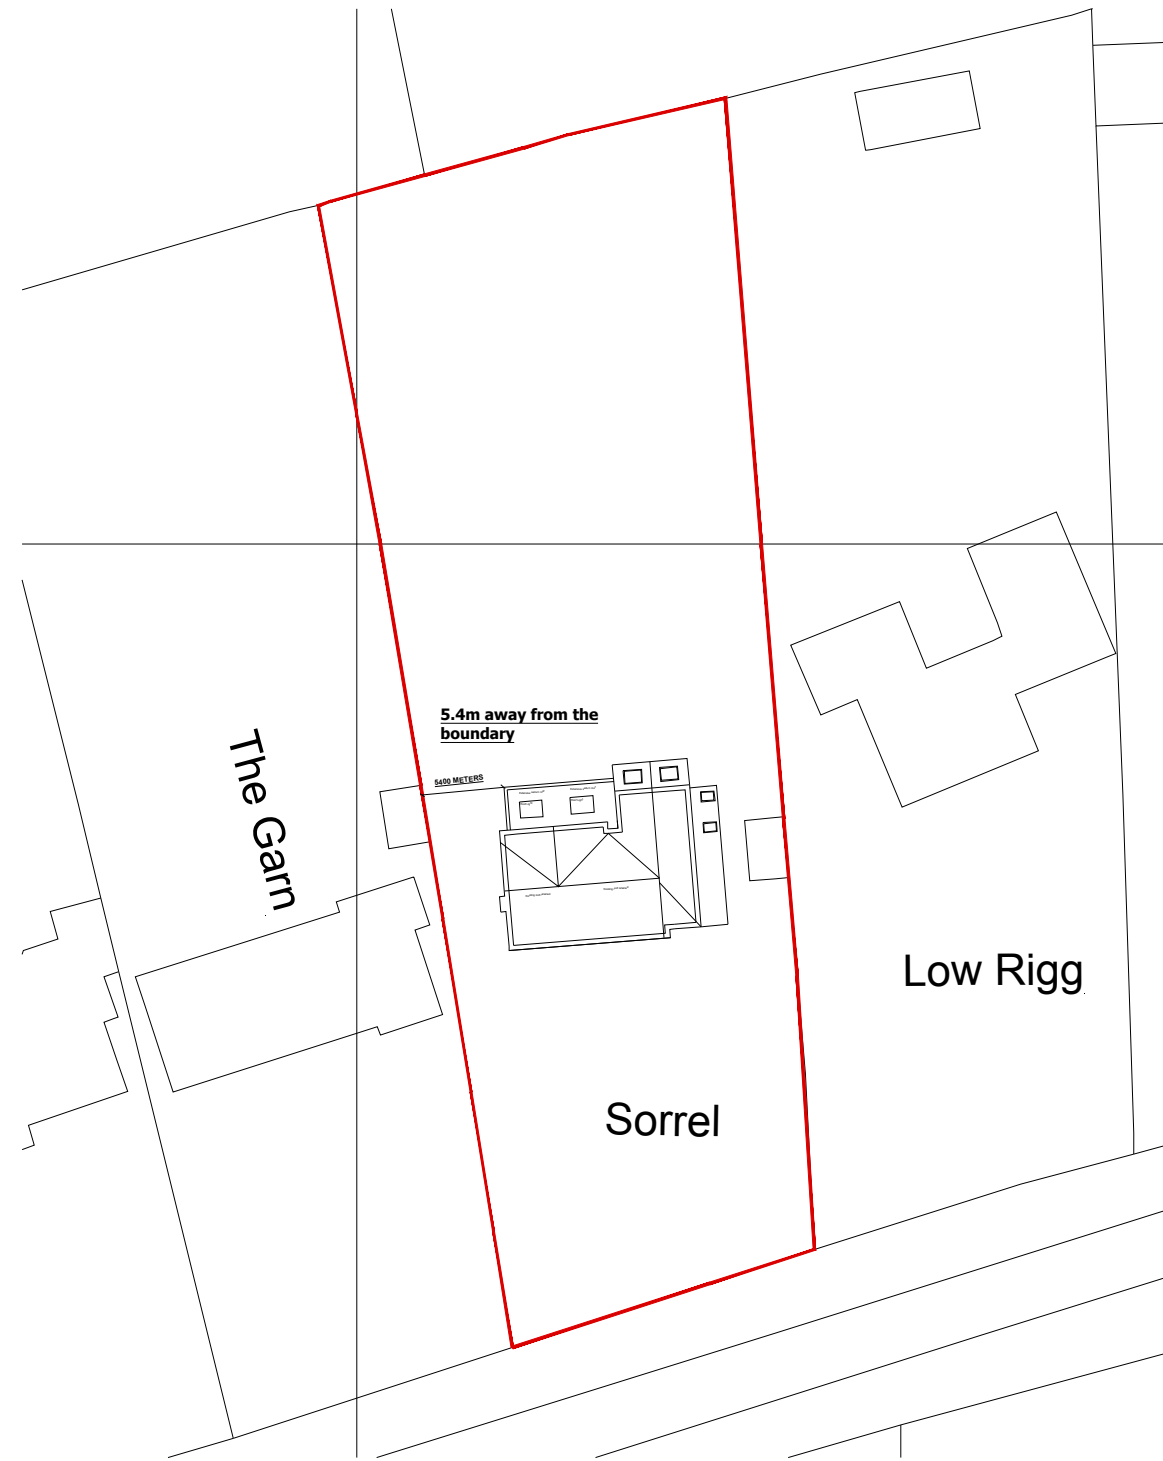 5.4m away from the
boundary
5400 METERS
The Garn
Low Rigg
Sorrel